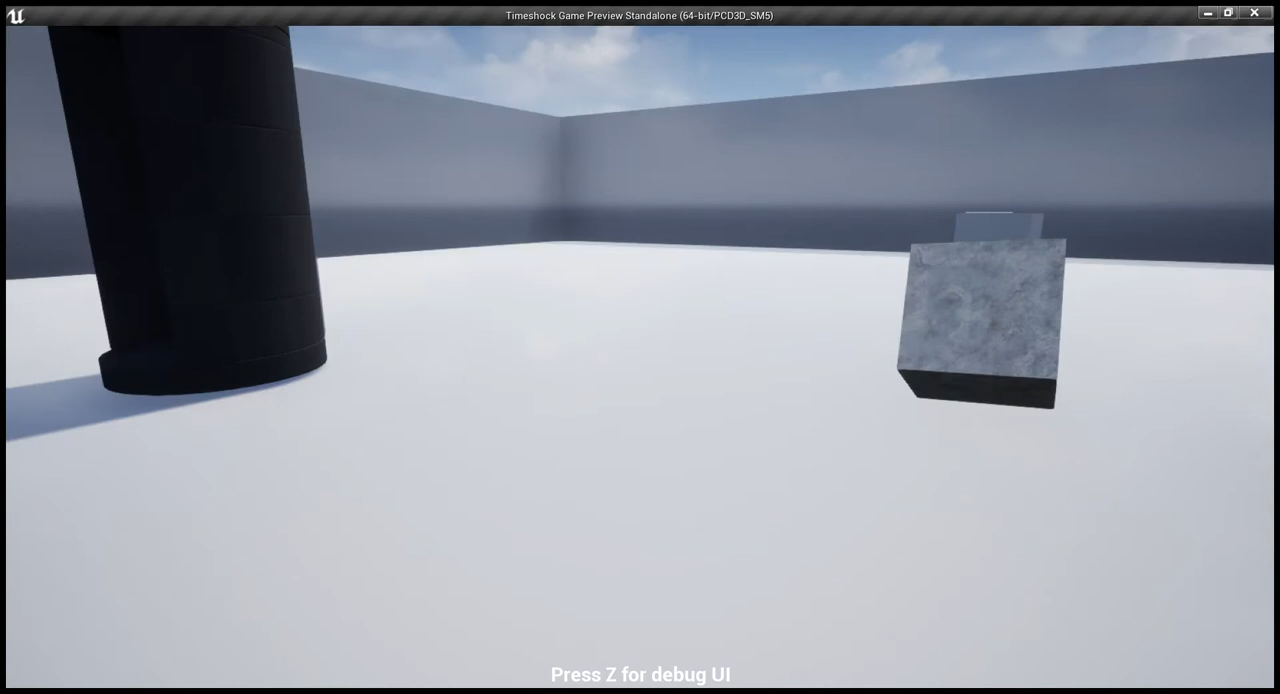 Timeshock Game Preview Standalone (64-bit/PCD3D_SM5)
Press Z for debug UI